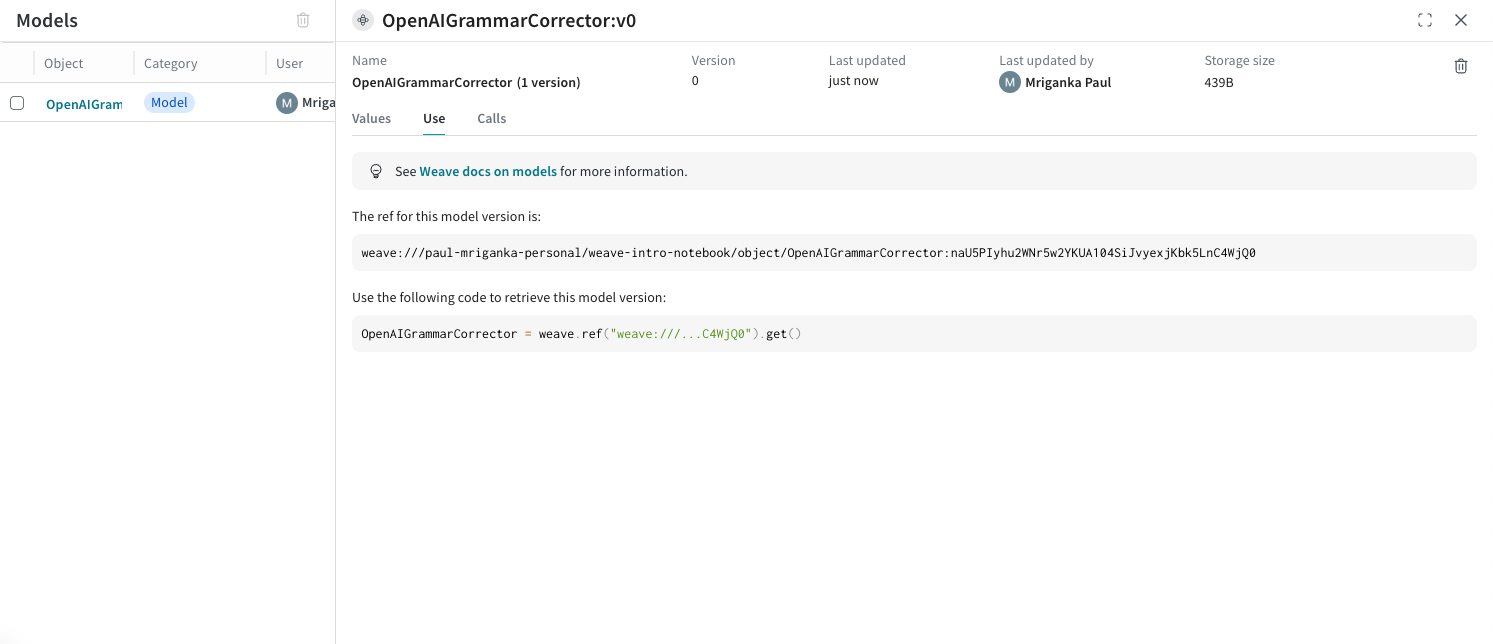 Models
Object Category User
OpenAIGram Model M Mriga
OpenAIGrammarCorrector:v0
Name Version Last updated Last updated by Storage size
OpenAIGrammarCorrector (1 version) 0 just now M Mriganka Paul 439B
Values Use Calls
See Weave docs on models for more information.
The ref for this model version is:
weave:///paul-mriganka-personal/weave-intro-notebook/object/OpenAIGrammarCorrector:naU5PIyhu2WNr5w2YKUA104SiJvyexjKbk5LnC4WjQ0
Use the following code to retrieve this model version:
OpenAIGrammarCorrector = weave.ref("weave:///...C4WjQ0").get()